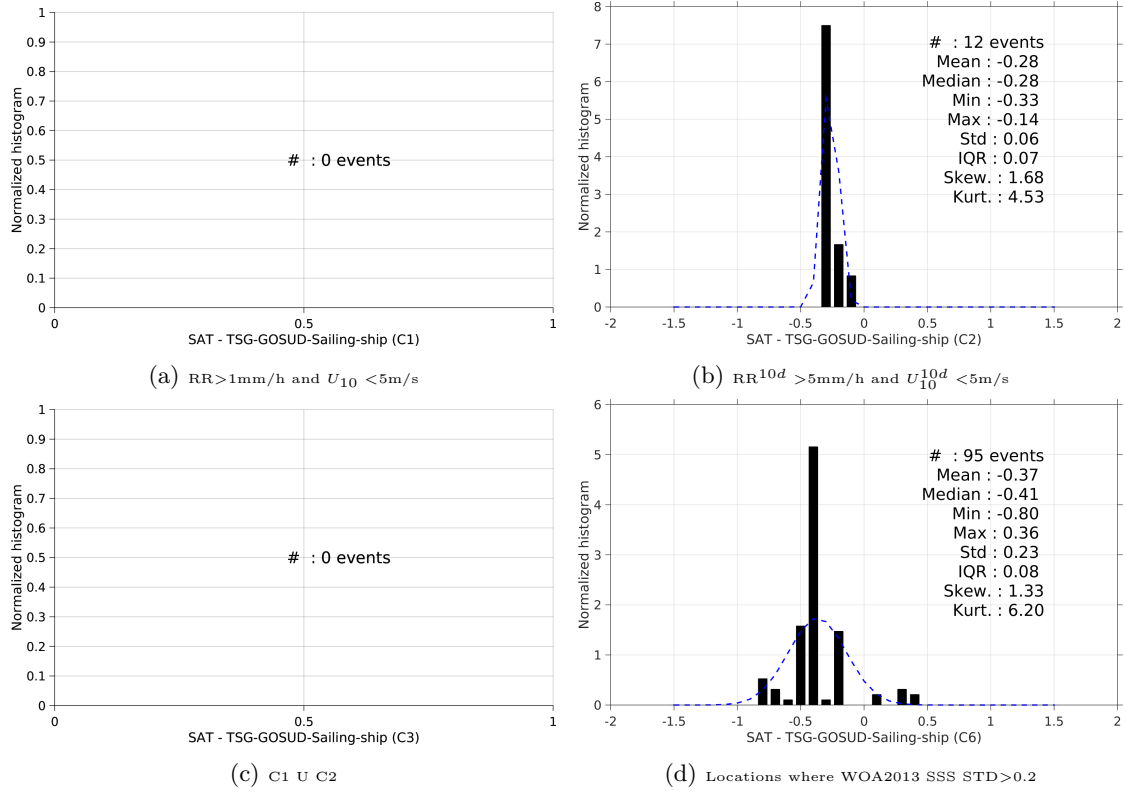 1
0.9
0.8
0.7
0.6
0.5
0.4
0.3
0.2
0.1
0
Normalized histogram
# : 0 events
0 0.5 1
SAT - TSG-GOSUD-Sailing-ship (C1)
(a) RR>1mm/h and U10 <5m/s
8
7
6
5
4
3
2
1
0
Normalized histogram
# : 12 events
Mean : -0.28
Median : -0.28
Min : -0.33
Max : -0.14
Std : 0.06
IQR : 0.07
Skew. : 1.68
Kurt. : 4.53
-2 -1.5 -1 -0.5 0 0.5 1 1.5 2
SAT - TSG-GOSUD-Sailing-ship (C2)
(b) RR^10d >5mm/h and U_10^10d <5m/s
1
0.9
0.8
0.7
0.6
0.5
0.4
0.3
0.2
0.1
0
Normalized histogram
# : 0 events
0 0.5 1
SAT - TSG-GOSUD-Sailing-ship (C3)
(c) C1 U C2
6
5
4
3
2
1
0
Normalized histogram
# : 95 events
Mean : -0.37
Median : -0.41
Min : -0.80
Max : 0.36
Std : 0.23
IQR : 0.08
Skew. : 1.33
Kurt. : 6.20
-2 -1.5 -1 -0.5 0 0.5 1 1.5 2
SAT - TSG-GOSUD-Sailing-ship (C6)
(d) Locations where WOA2013 SSS STD>0.2